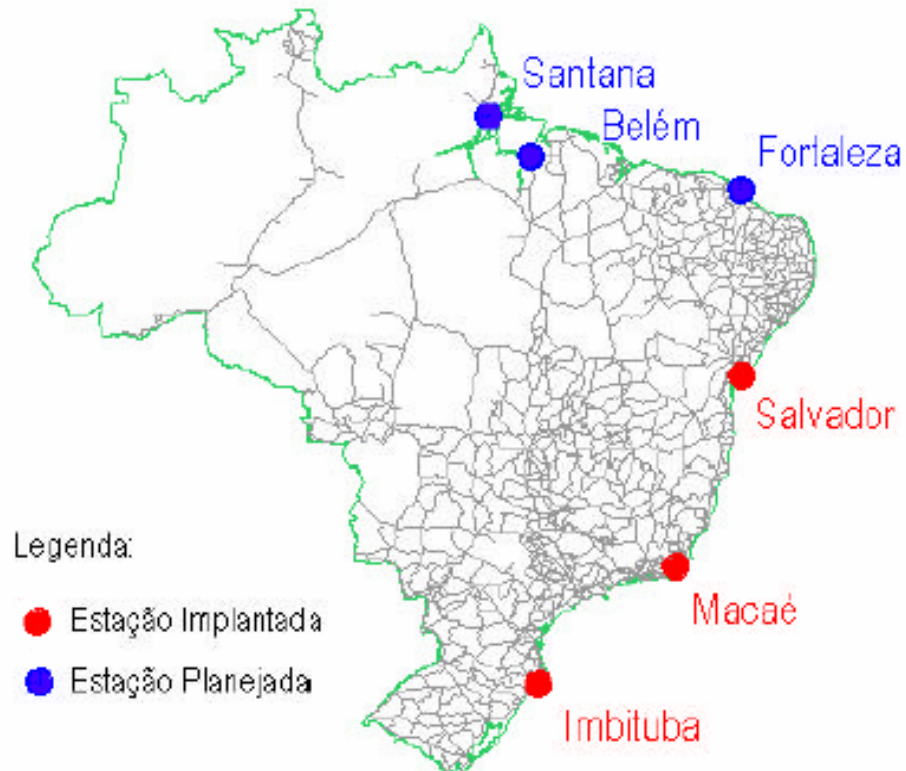 Santana
Belém
Fortaleza
Salvador
Legenda:
Macaé
Estação Implantada
Estação Planejada
Imbituba